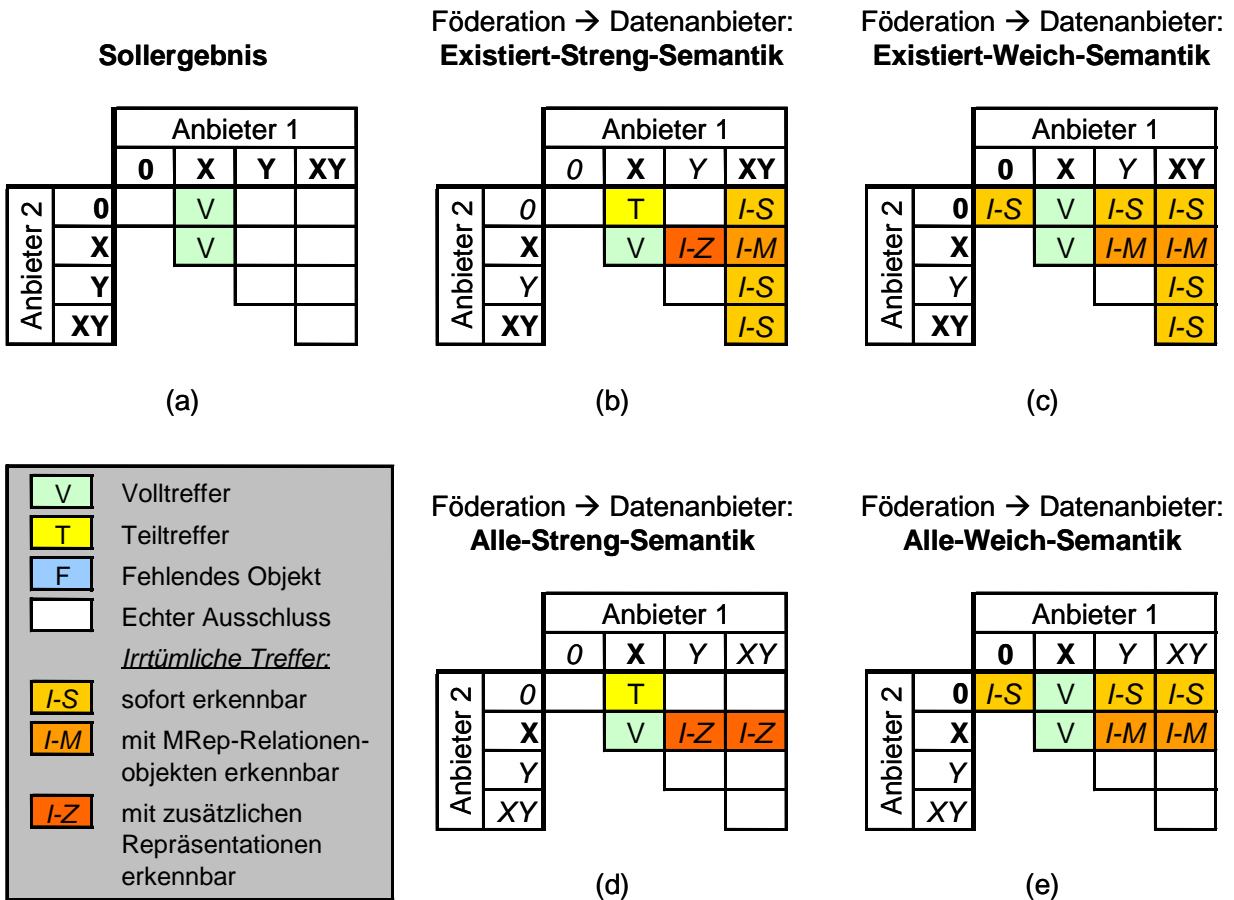 Sollergebnis
Anbieter 1
0 X Y XY
Anbieter 2
0 V
X V
Y
XY
(a)
Föderation → Datenanbieter:
Existiert-Streng-Semantik
Anbieter 1
0 X Y XY
Anbieter 2
0 T I-S
X V I-Z I-M
Y I-S
XY I-S
(b)
Föderation → Datenanbieter:
Existiert-Weich-Semantik
Anbieter 1
0 X Y XY
Anbieter 2
0 I-S V I-S I-S
X V I-M I-M
Y I-S
XY I-S
(c)
V Volltreffer
T Teiltreffer
F Fehlendes Objekt
Echter Ausschluss
Irrtümliche Treffer:
I-S sofort erkennbar
I-M mit MRep-Relationen-
objekten erkennbar
I-Z mit zusätzlichen
Repräsentationen
erkennbar
Föderation → Datenanbieter:
Alle-Streng-Semantik
Anbieter 1
0 X Y XY
Anbieter 2
0 T
X V I-Z I-Z
Y
XY
(d)
Föderation → Datenanbieter:
Alle-Weich-Semantik
Anbieter 1
0 X Y XY
Anbieter 2
0 I-S V I-S I-S
X V I-M I-M
Y
XY
(e)